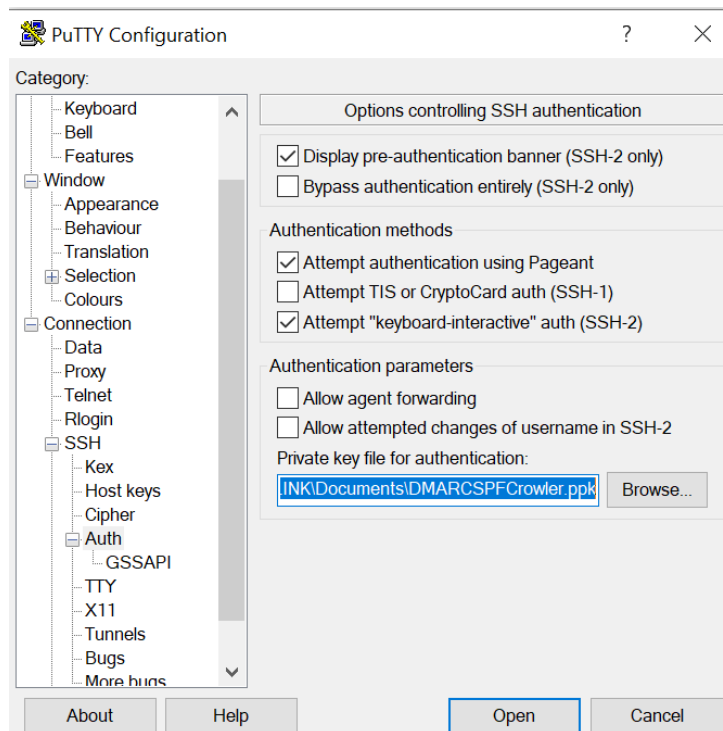 PuTTY Configuration
?
Category:
Keyboard
Bell
Features
Window
Appearance
Behaviour
Translation
Selection
Colours
Connection
Data
Proxy
Telnet
Rlogin
SSH
Kex
Host keys
Cipher
Auth
GSSAPI
TTY
X11
Tunnels
Bugs
More bugs
Options controlling SSH authentication
Display pre-authentication banner (SSH-2 only)
Bypass authentication entirely (SSH-2 only)
Authentication methods
Attempt authentication using Pageant
Attempt TIS or CryptoCard auth (SSH-1)
Attempt "keyboard-interactive" auth (SSH-2)
Authentication parameters
Allow agent forwarding
Allow attempted changes of username in SSH-2
Private key file for authentication:
.INK\Documents\DMARCSPFCrowler.ppk
Browse...
About
Help
Open
Cancel